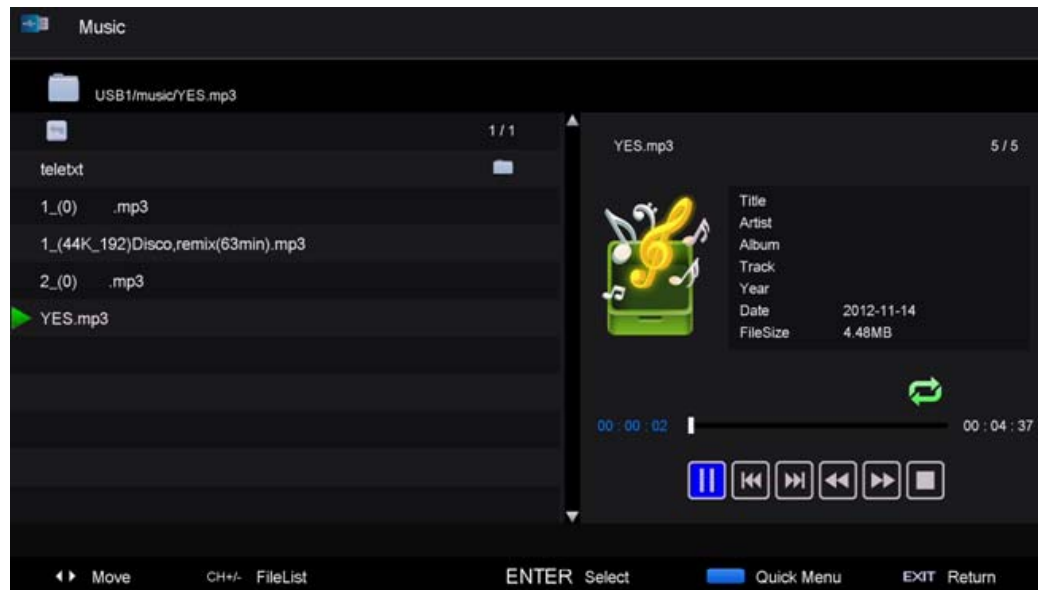 Music
USB1/music/YES.mp3
1 / 1
teletxt
1_(0) .mp3
1_(44K_192)Disco,remix(63min).mp3
2_(0) .mp3
YES.mp3
YES.mp3 5 / 5
Title
Artist
Album
Track
Year
Date 2012-11-14
FileSize 4.48MB
00 : 00 : 02 00 : 04 : 37
Move CH+/- FileList ENTER Select Quick Menu EXIT Return